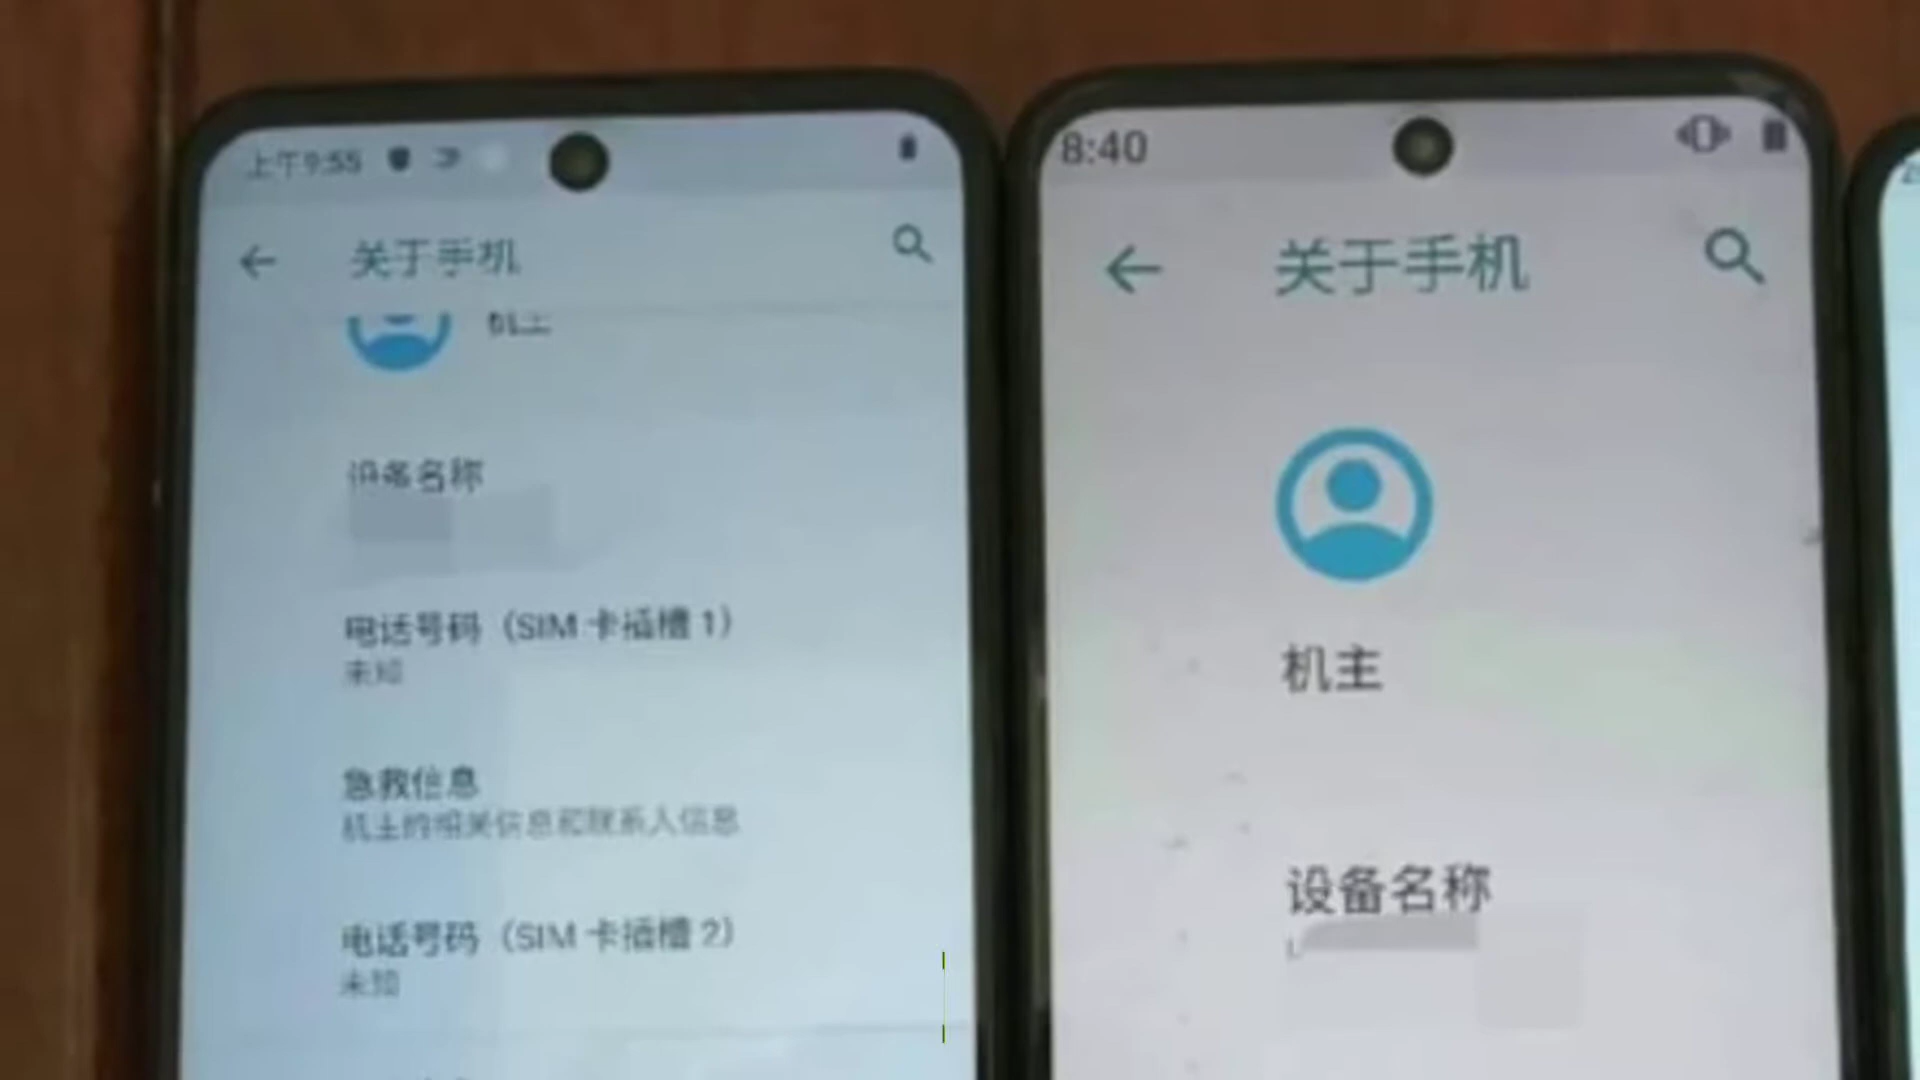 上午9:55
关于手机
机主
设备名称
电话号码（SIM 卡插槽 1）
未知
急救信息
机主的相关信息和联系人信息
电话号码（SIM 卡插槽 2）
未知
8:40
关于手机
机主
设备名称